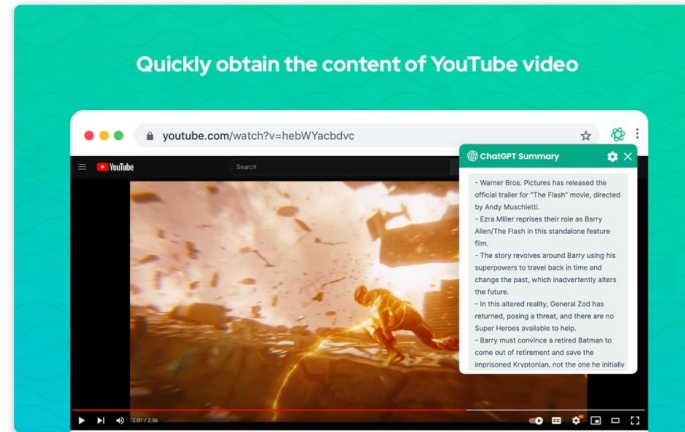 Quickly obtain the content of YouTube video
youtube.com/watch?v=hebWYacbdvc
YouTube
Search
ChatGPT Summary
- Warner Bros. Pictures has released the
official trailer for "The Flash" movie, directed
by Andy Muschietti.
- Ezra Miller reprises their role as Barry
Allen/The Flash in this standalone feature
film.
- The story revolves around Barry using his
superpowers to travel back in time and
change the past, which inadvertently alters
the future.
- In this altered reality, General Zod has
returned, posing a threat, and there are no
Super Heroes available to help.
- Barry must convince a retired Batman to
come out of retirement and save the
imprisoned Kryptonian, not the one he initially
2:01 / 2:56
CC